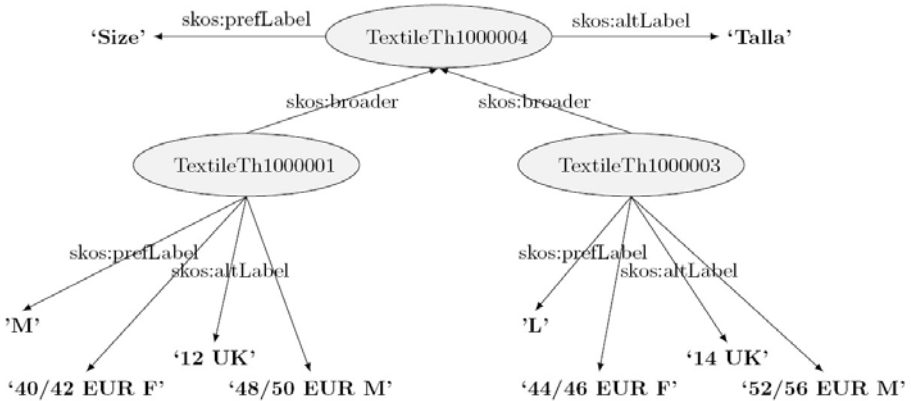 skos:prefLabel
skos:altLabel
‘Size’
TextileTh1000004
‘Talla’
skos:broader
skos:broader
TextileTh1000001
TextileTh1000003
skos:prefLabel
skos:altLabel
skos:prefLabel
skos:altLabel
’M’
’L’
‘12 UK’
‘14 UK’
‘40/42 EUR F’
‘48/50 EUR M’
‘44/46 EUR F’
‘52/56 EUR M’